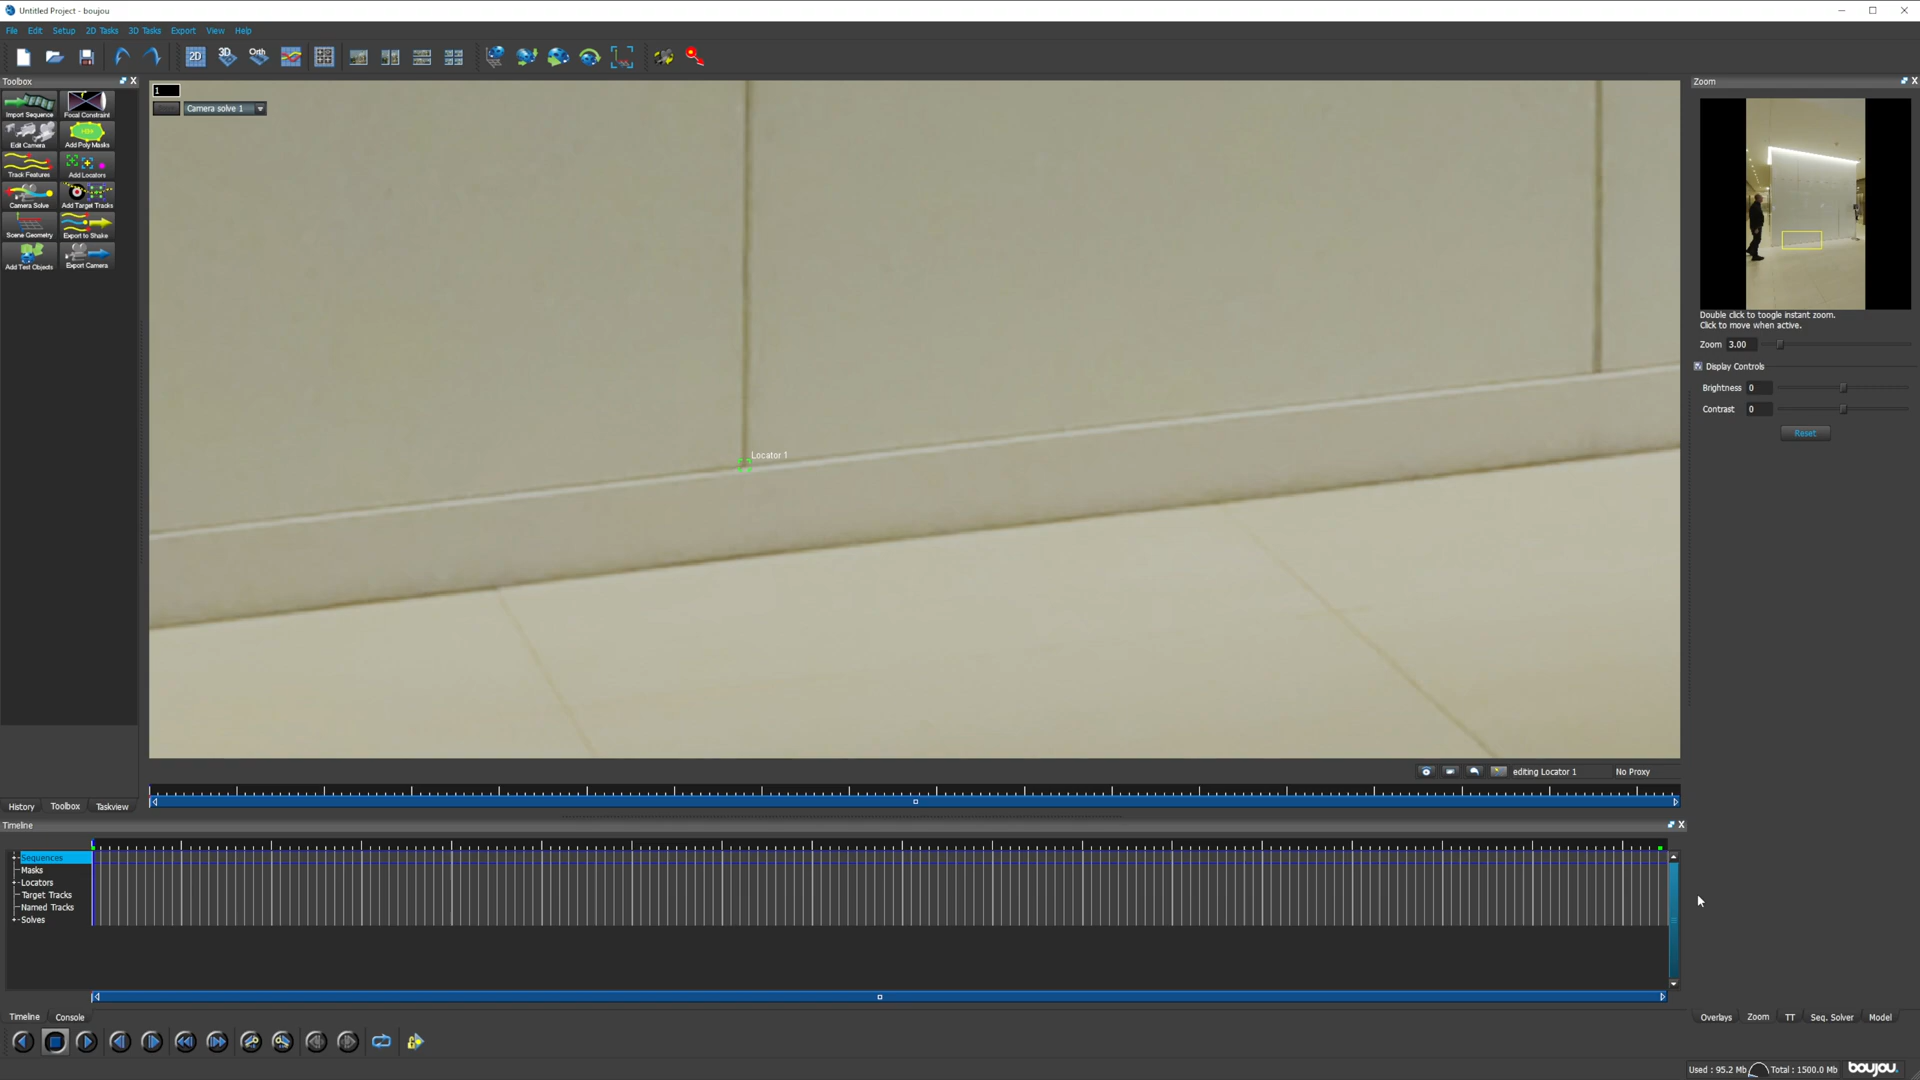 Untitled Project - boujou
File Edit Setup 2D Tasks 3D Tasks Export View Help
2D 3D Orth
Toolbox
Import Sequence
Focal Constraint
Edit Camera
Add Poly Masks
Track Features
Add Locators
Camera Solve
Add Target Tracks
Scene Geometry
Export to Shake
Add Test Objects
Export Camera
1
Camera solve 1
Locator 1
Zoom
Double click to toogle instant zoom.
Click to move when active.
Zoom 3.00
Display Controls
Brightness 0
Contrast 0
Reset
editing Locator 1
No Proxy
History Toolbox Taskview
Timeline
Sequences
Masks
Locators
Target Tracks
Named Tracks
Solves
Timeline Console
Overlays Zoom TT Seq. Solver Model
Used : 95.2 Mb Total : 1500.0 Mb boujou